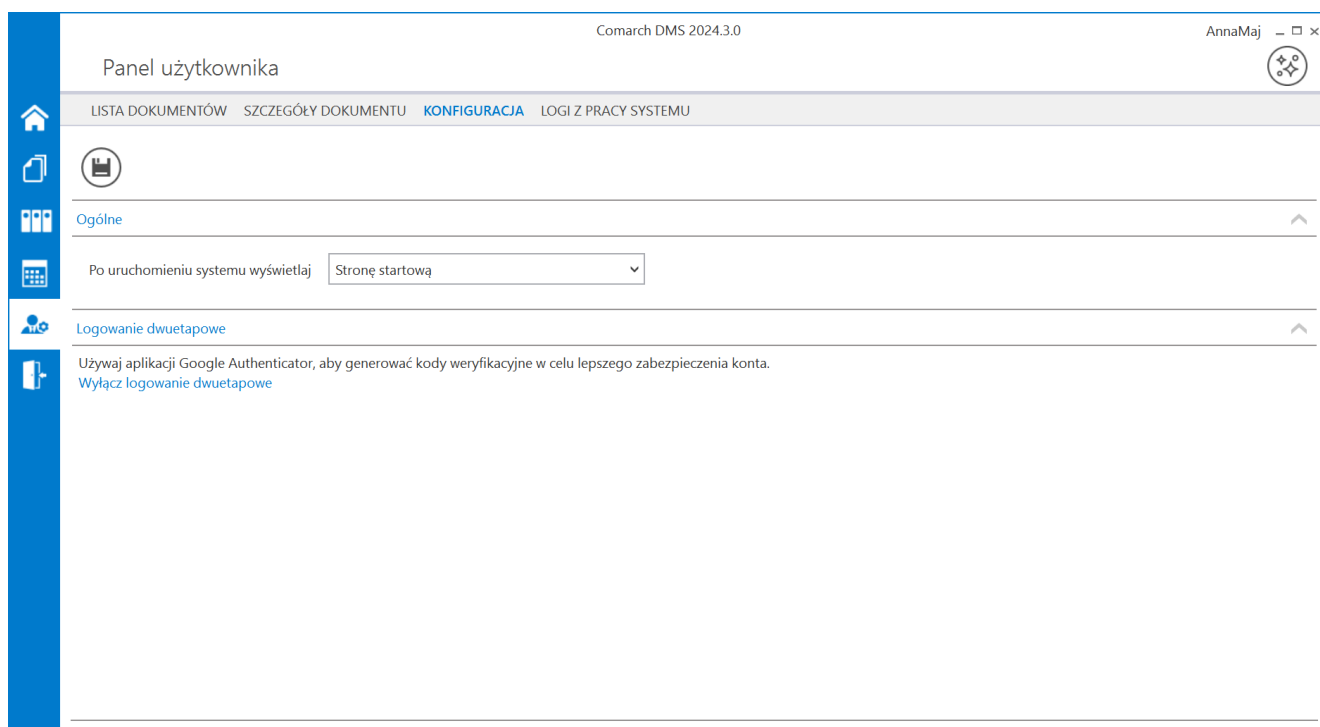 Comarch DMS 2024.3.0
AnnaMaj
Panel użytkownika
LISTA DOKUMENTÓW SZCZEGÓŁY DOKUMENTU KONFIGURACJA LOGI Z PRACY SYSTEMU
Ogólne
Po uruchomieniu systemu wyświetlaj Stronę startową
Logowanie dwuetapowe
Używaj aplikacji Google Authenticator, aby generować kody weryfikacyjne w celu lepszego zabezpieczenia konta.
Wyłącz logowanie dwuetapowe